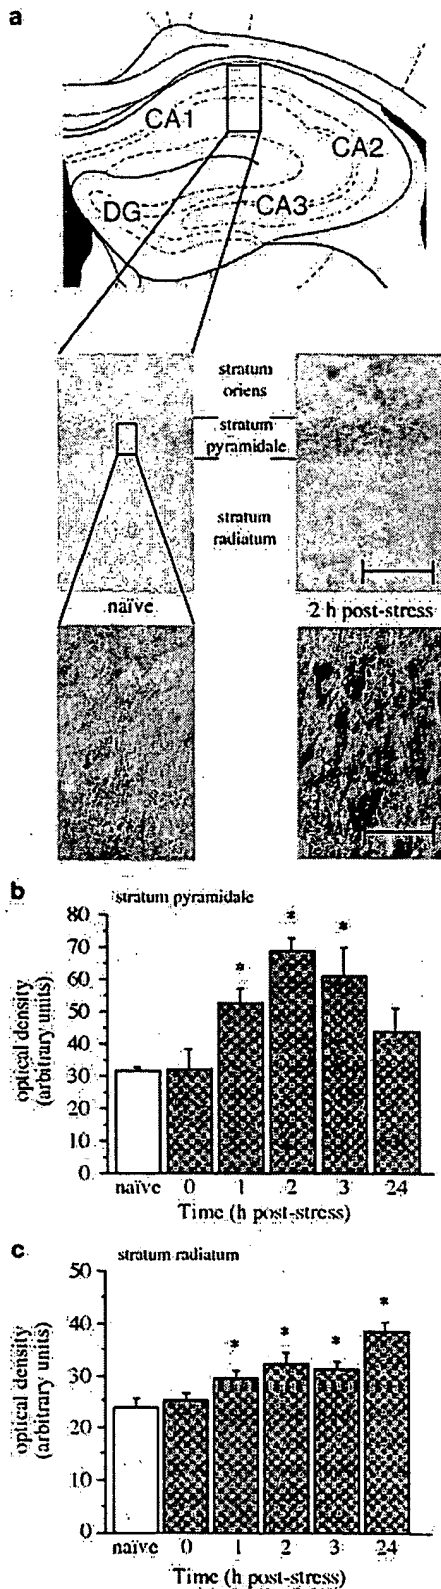 a
CA1
CA2
DG
CA3
stratum
oriens
stratum
pyramidale
stratum
radiatum
naïve
2 h post-stress
b
stratum pyramidale
80
70
60
50
40
30
20
10
0
optical density
(arbitrary units)
*
*
*
naïve 0 1 2 3 24
Time (h post-stress)
c
stratum radiatum
50
40
30
20
10
0
optical density
(arbitrary units)
*
*
*
*
naïve 0 1 2 3 24
Time (h post-stress)